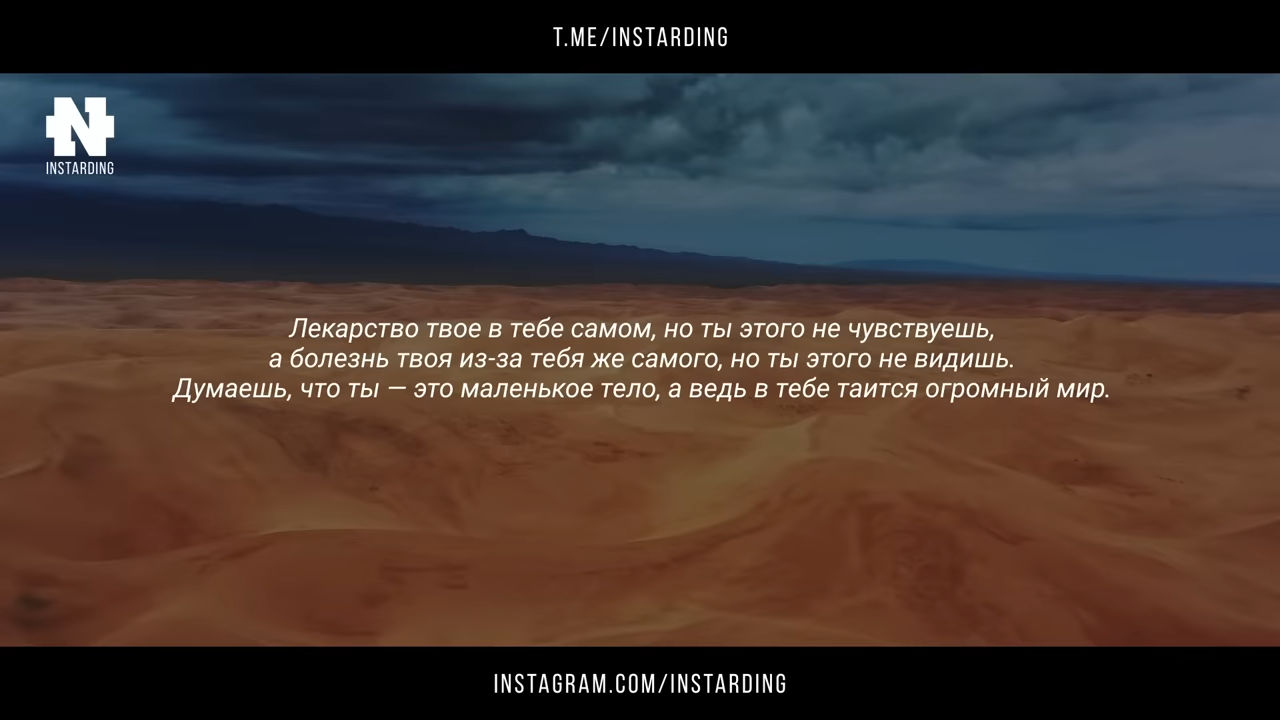 T.ME/INSTARDING
N
INSTARDING
Лекарство твое в тебе самом, но ты этого не чувствуешь,
а болезнь твоя из-за тебя же самого, но ты этого не видишь.
Думаешь, что ты — это маленькое тело, а ведь в тебе таится огромный мир.
INSTAGRAM.COM/INSTARDING